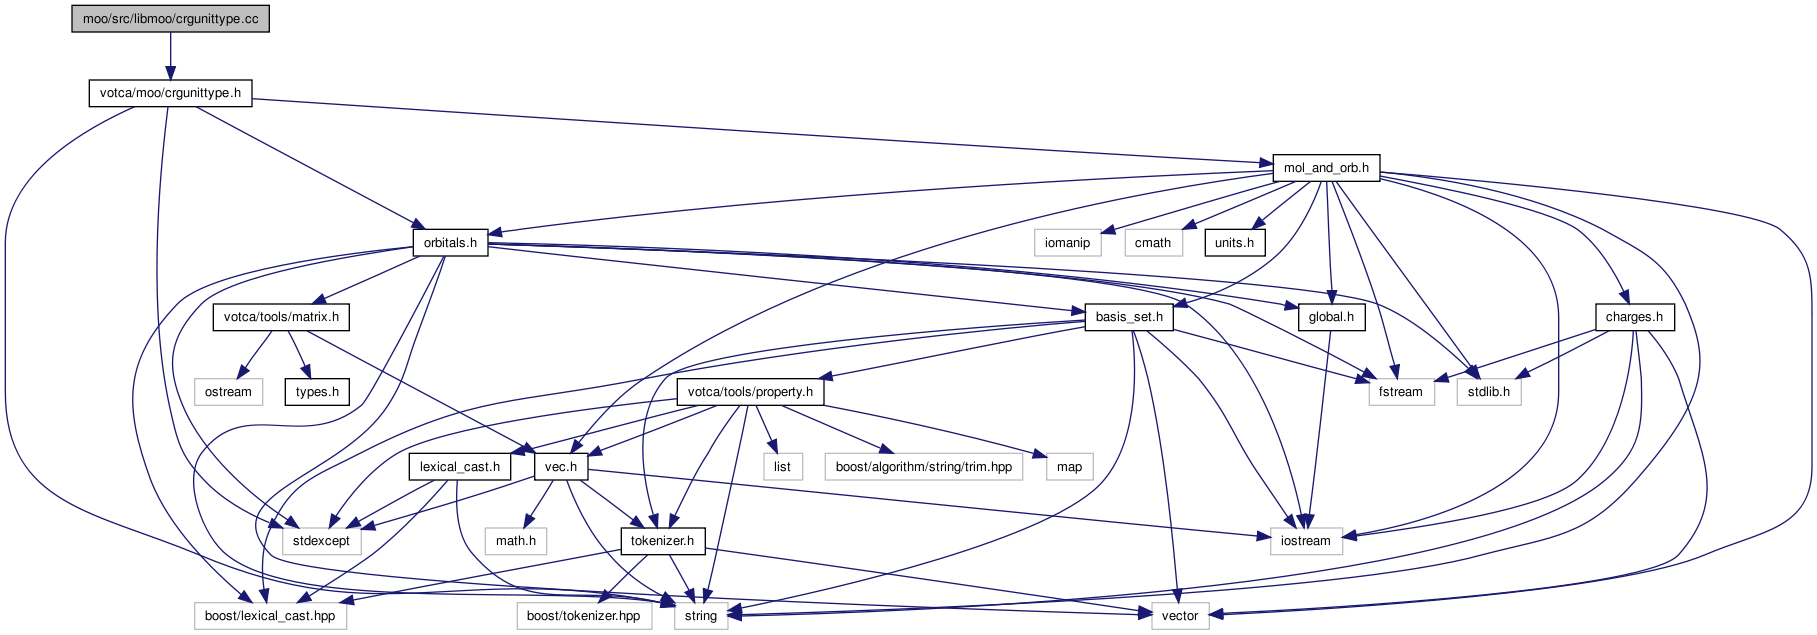 moo/src/libmoo/crgunittype.cc
votca/moo/crgunittype.h
mol_and_orb.h
orbitals.h
iomanip
cmath
units.h
votca/tools/matrix.h
basis_set.h
global.h
charges.h
ostream
types.h
votca/tools/property.h
fstream
stdlib.h
lexical_cast.h
vec.h
list
boost/algorithm/string/trim.hpp
map
stdexcept
math.h
tokenizer.h
iostream
boost/lexical_cast.hpp
boost/tokenizer.hpp
string
vector